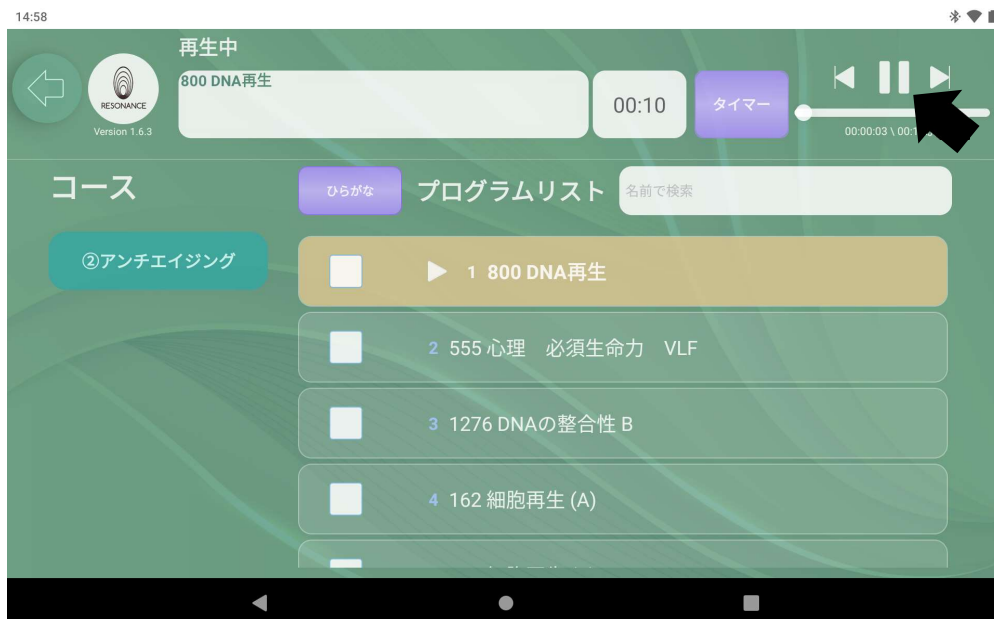 14:58
再生中
800 DNA再生
RESONANCE
Version 1.6.3
00:10
タイマー
00:00:03 \ 00:1
コース
ひらがな
プログラムリスト
名前で検索
②アンチエイジング
1 800 DNA再生
2 555 心理　必須生命力　VLF
3 1276 DNAの整合性 B
4 162 細胞再生 (A)